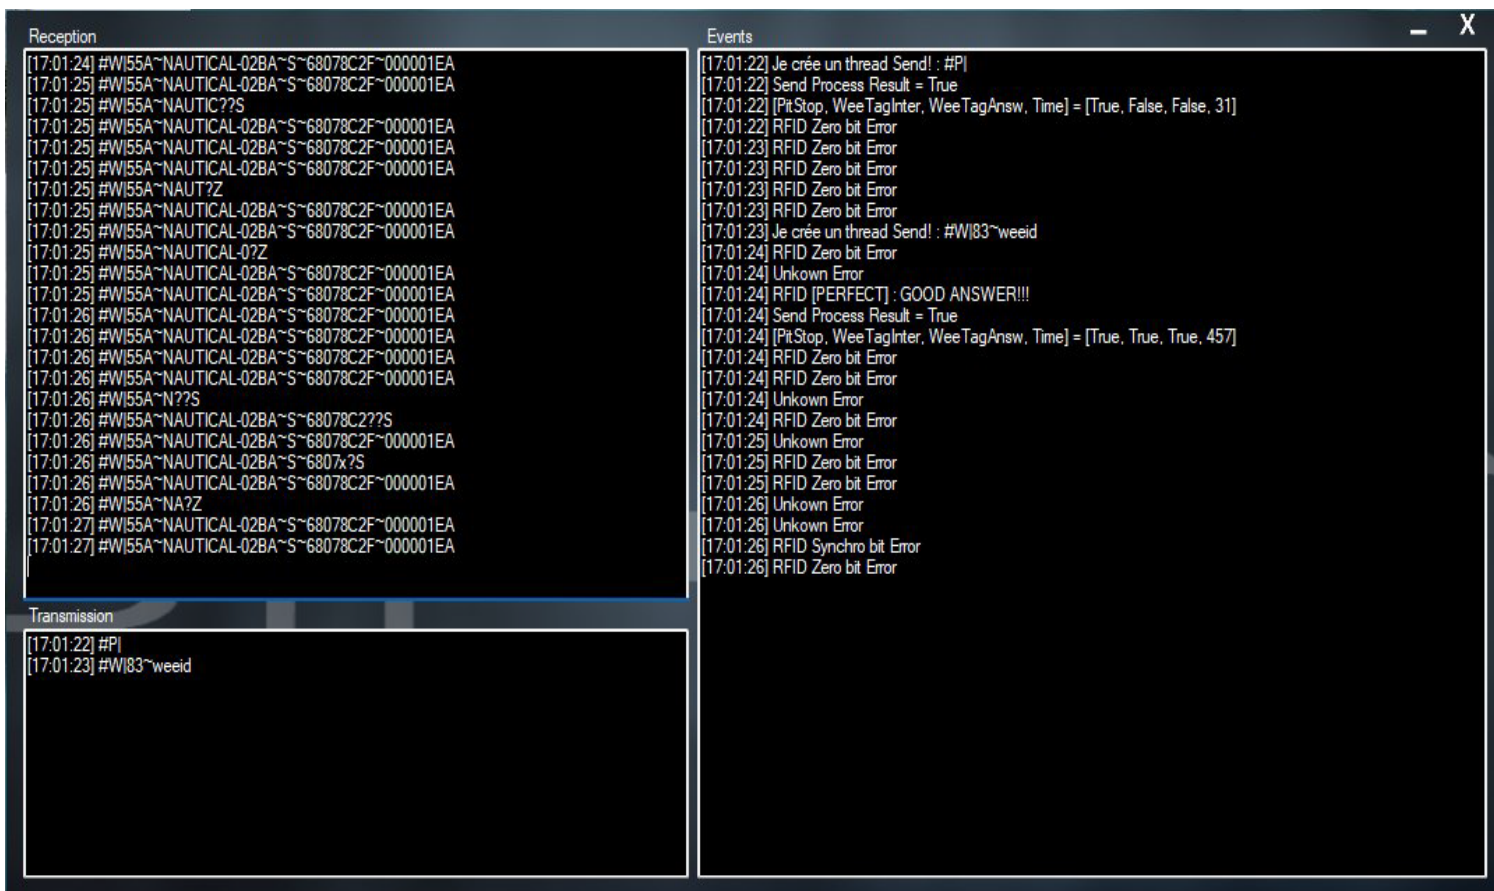 Reception
[17:01:24] #W|55A~NAUTICAL-02BA~S~68078C2F~000001EA
[17:01:25] #W|55A~NAUTICAL-02BA~S~68078C2F~000001EA
[17:01:25] #W|55A~NAUTIC??S
[17:01:25] #W|55A~NAUTICAL-02BA~S~68078C2F~000001EA
[17:01:25] #W|55A~NAUTICAL-02BA~S~68078C2F~000001EA
[17:01:25] #W|55A~NAUTICAL-02BA~S~68078C2F~000001EA
[17:01:25] #W|55A~NAUT?Z
[17:01:25] #W|55A~NAUTICAL-02BA~S~68078C2F~000001EA
[17:01:25] #W|55A~NAUTICAL-02BA~S~68078C2F~000001EA
[17:01:25] #W|55A~NAUTICAL-0?Z
[17:01:25] #W|55A~NAUTICAL-02BA~S~68078C2F~000001EA
[17:01:25] #W|55A~NAUTICAL-02BA~S~68078C2F~000001EA
[17:01:26] #W|55A~NAUTICAL-02BA~S~68078C2F~000001EA
[17:01:26] #W|55A~NAUTICAL-02BA~S~68078C2F~000001EA
[17:01:26] #W|55A~NAUTICAL-02BA~S~68078C2F~000001EA
[17:01:26] #W|55A~NAUTICAL-02BA~S~68078C2F~000001EA
[17:01:26] #W|55A~N??S
[17:01:26] #W|55A~NAUTICAL-02BA~S~68078C2??S
[17:01:26] #W|55A~NAUTICAL-02BA~S~68078C2F~000001EA
[17:01:26] #W|55A~NAUTICAL-02BA~S~6807x?S
[17:01:26] #W|55A~NAUTICAL-02BA~S~68078C2F~000001EA
[17:01:26] #W|55A~NA?Z
[17:01:27] #W|55A~NAUTICAL-02BA~S~68078C2F~000001EA
[17:01:27] #W|55A~NAUTICAL-02BA~S~68078C2F~000001EA
Transmission
[17:01:22] #P|
[17:01:23] #W|83~weeid
Events
[17:01:22] Je crée un thread Send! : #P|
[17:01:22] Send Process Result = True
[17:01:22] [PitStop, WeeTagInter, WeeTagAnsw, Time] = [True, False, False, 31]
[17:01:22] RFID Zero bit Error
[17:01:23] RFID Zero bit Error
[17:01:23] RFID Zero bit Error
[17:01:23] RFID Zero bit Error
[17:01:23] RFID Zero bit Error
[17:01:23] Je crée un thread Send! : #W|83~weeid
[17:01:24] RFID Zero bit Error
[17:01:24] Unkown Error
[17:01:24] RFID [PERFECT] : GOOD ANSWER!!!
[17:01:24] Send Process Result = True
[17:01:24] [PitStop, WeeTagInter, WeeTagAnsw, Time] = [True, True, True, 457]
[17:01:24] RFID Zero bit Error
[17:01:24] RFID Zero bit Error
[17:01:24] Unkown Error
[17:01:24] RFID Zero bit Error
[17:01:25] Unkown Error
[17:01:25] RFID Zero bit Error
[17:01:25] RFID Zero bit Error
[17:01:26] Unkown Error
[17:01:26] Unkown Error
[17:01:26] RFID Synchro bit Error
[17:01:26] RFID Zero bit Error